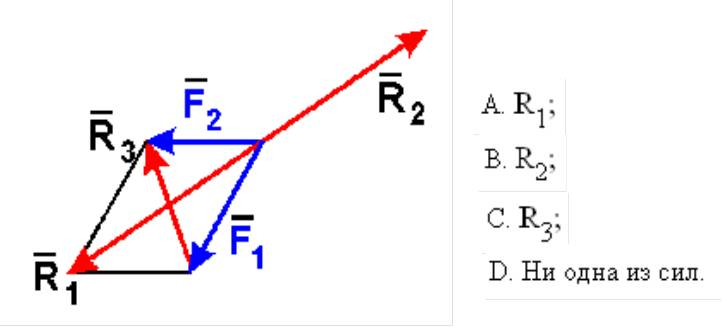 R̅₂
F̅₂
R̅₃
F̅₁
R̅₁
A. R₁;
B. R₂;
C. R₃;
D. Ни одна из сил.